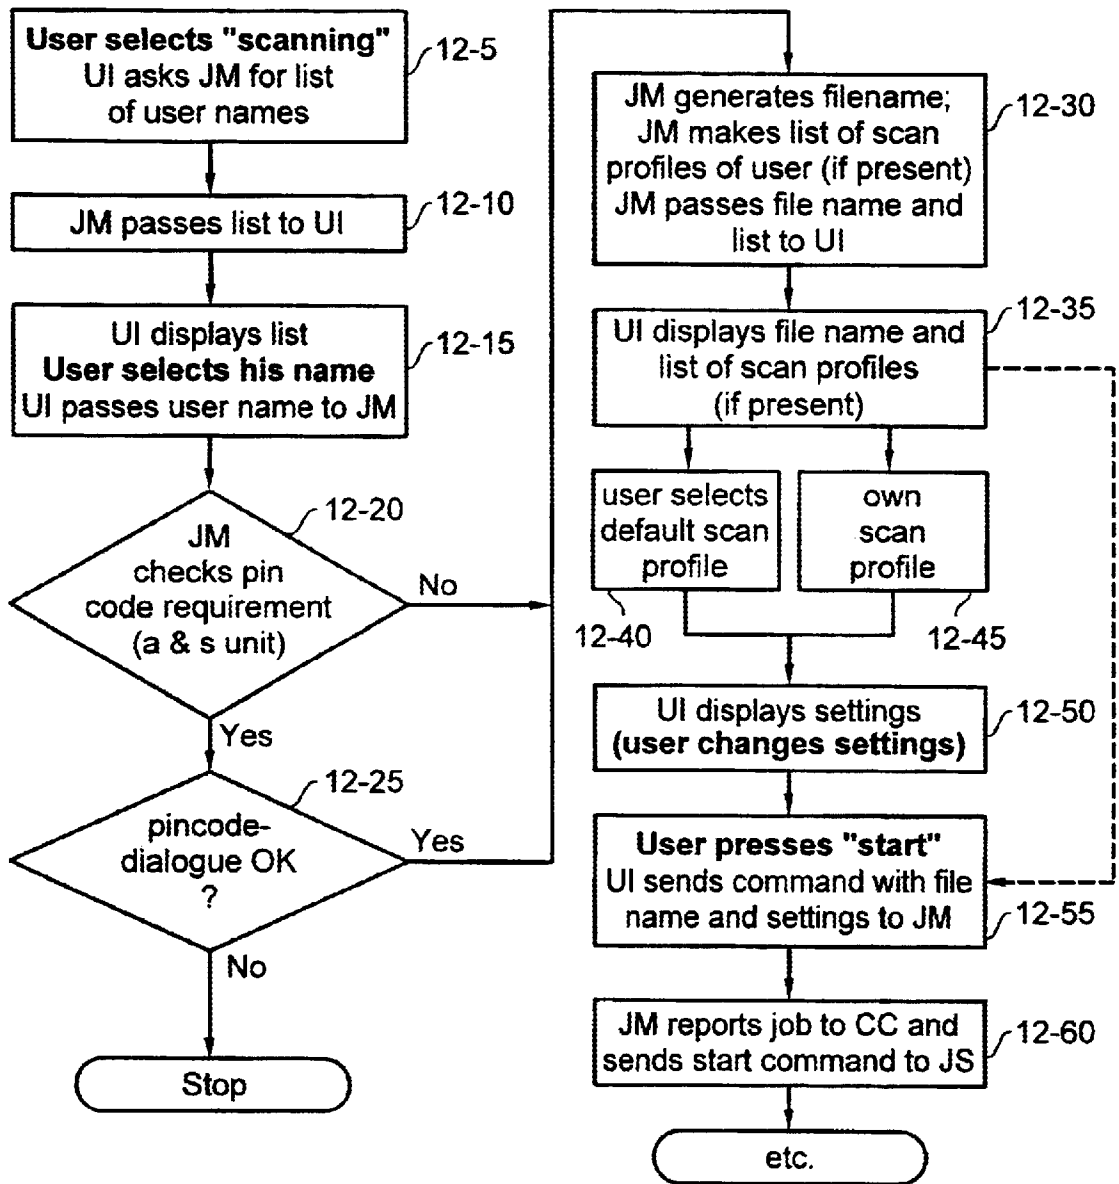 User selects "scanning"
UI asks JM for list
of user names
12-5
JM passes list to UI
12-10
UI displays list
User selects his name
UI passes user name to JM
12-15
12-20
JM
checks pin
code requirement
(a & s unit)
No
Yes
12-25
pincode-
dialogue OK
?
Yes
No
Stop
JM generates filename;
JM makes list of scan
profiles of user (if present)
JM passes file name and
list to UI
12-30
UI displays file name and
list of scan profiles
(if present)
12-35
user selects
default scan
profile
12-40
own
scan
profile
12-45
UI displays settings
(user changes settings)
12-50
User presses "start"
UI sends command with file
name and settings to JM
12-55
JM reports job to CC and
sends start command to JS
12-60
etc.